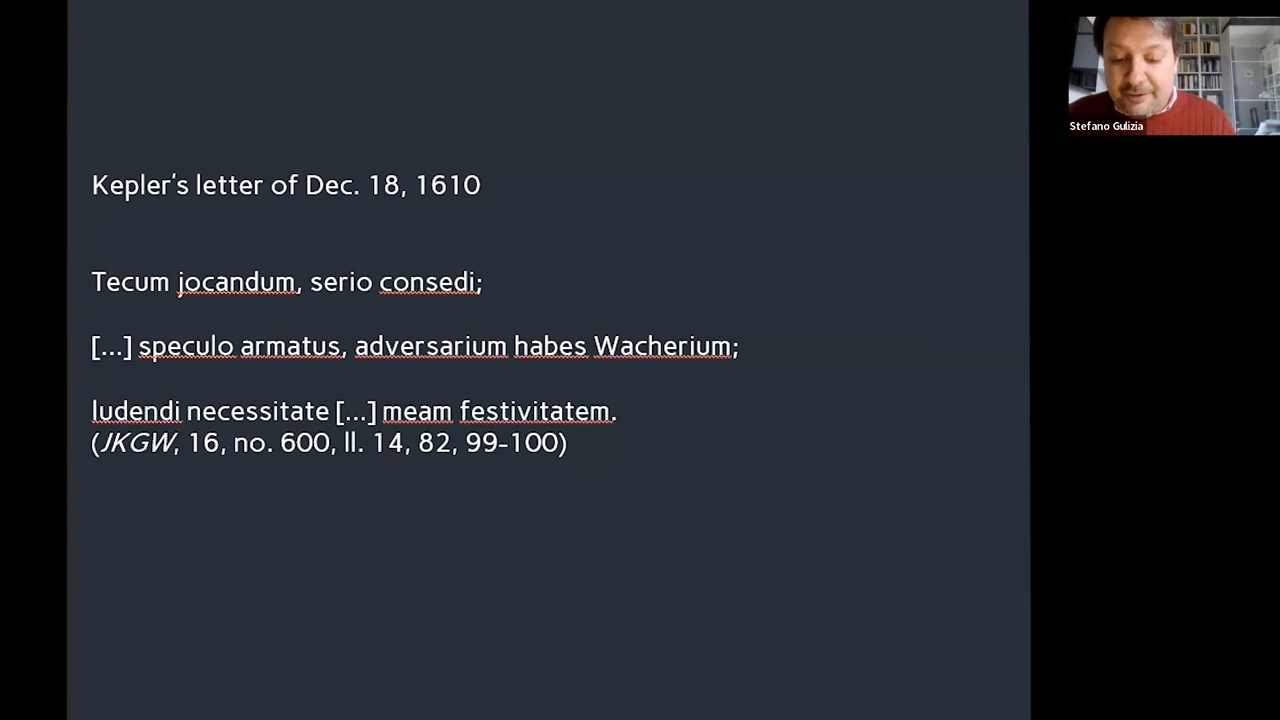 Kepler's letter of Dec. 18, 1610
Tecum jocandum, serio consedi;
[...] speculo armatus, adversarium habes Wacherium;
ludendi necessitate [...] meam festivitatem.
(JKGW, 16, no. 600, ll. 14, 82, 99-100)
Stefano Gulizia